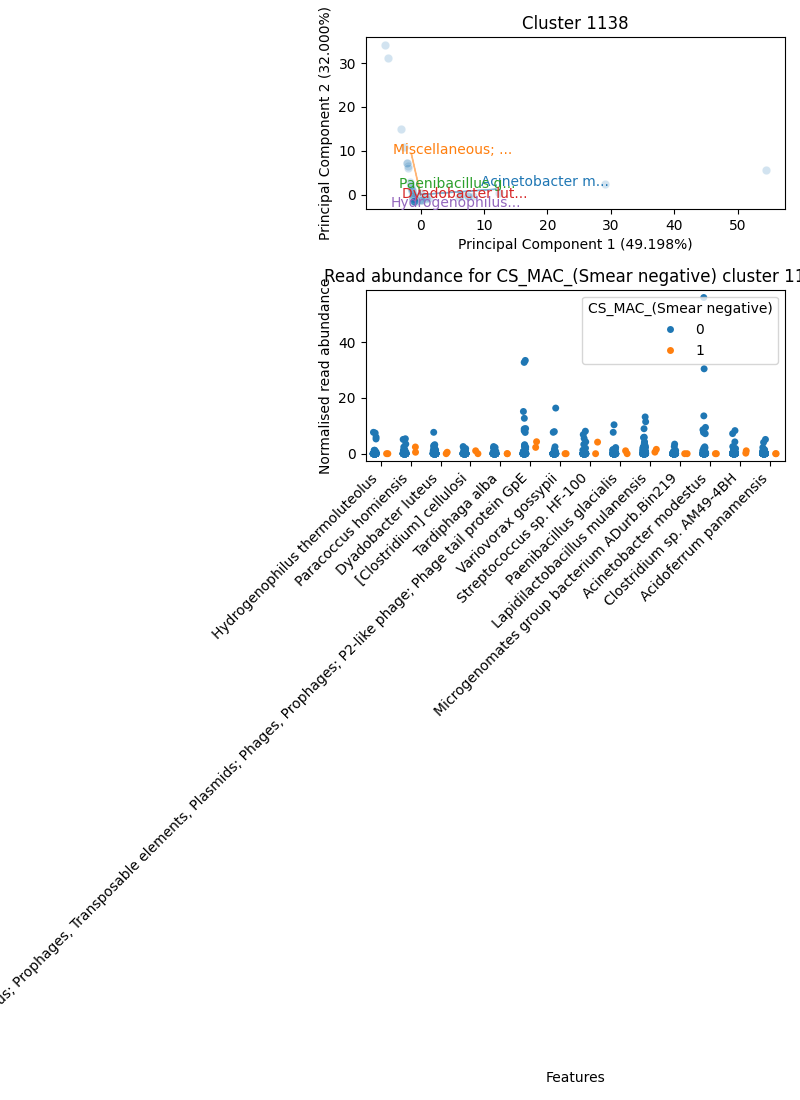 Cluster 1138
Principal Component 2 (32.000%)
30
20
10
0
Miscellaneous; ...
Acinetobacter m...
Paenibacillus g...
Dyadobacter lut...
Hydrogenophilus...
0
10
20
30
40
50
Principal Component 1 (49.198%)
Read abundance for CS_MAC_(Smear negative) cluster 11
Normalised read abundance
40
20
0
CS_MAC_(Smear negative)
0
1
Hydrogenophilus thermoluteolus
Paracoccus homiensis
Dyadobacter luteus
[Clostridium] cellulosi
Tardiphaga alba
us; Prophages, Transposable elements, Plasmids; Phages, Prophages; P2-like phage; Phage tail protein GpE
Variovorax gossypii
Streptococcus sp. HF-100
Paenibacillus glacialis
Lapidilactobacillus mulanensis
Microgenomates group bacterium ADurb.Bin219
Acinetobacter modestus
Clostridium sp. AM49-4BH
Acidoferrum panamensis
Features